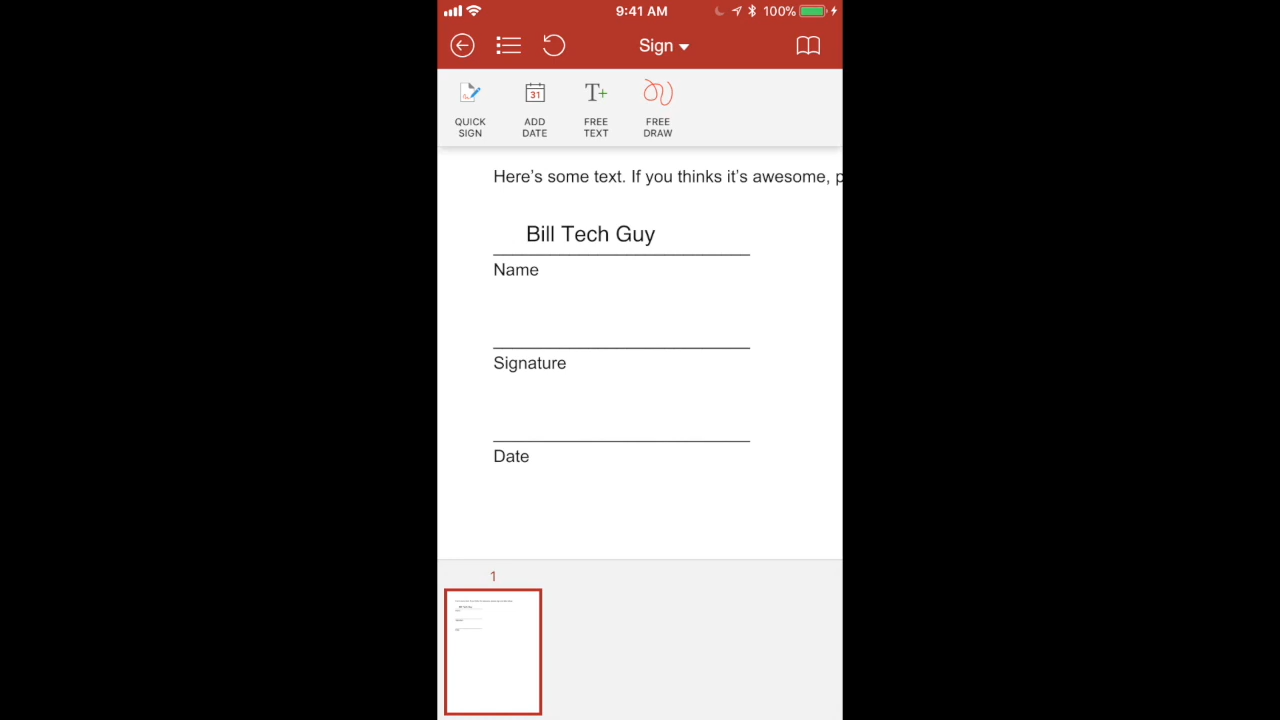 9:41 AM
100%
Sign
31
T+
QUICK SIGN
ADD DATE
FREE TEXT
FREE DRAW
Here's some text. If you thinks it's awesome, p
Bill Tech Guy
Name
Signature
Date
1